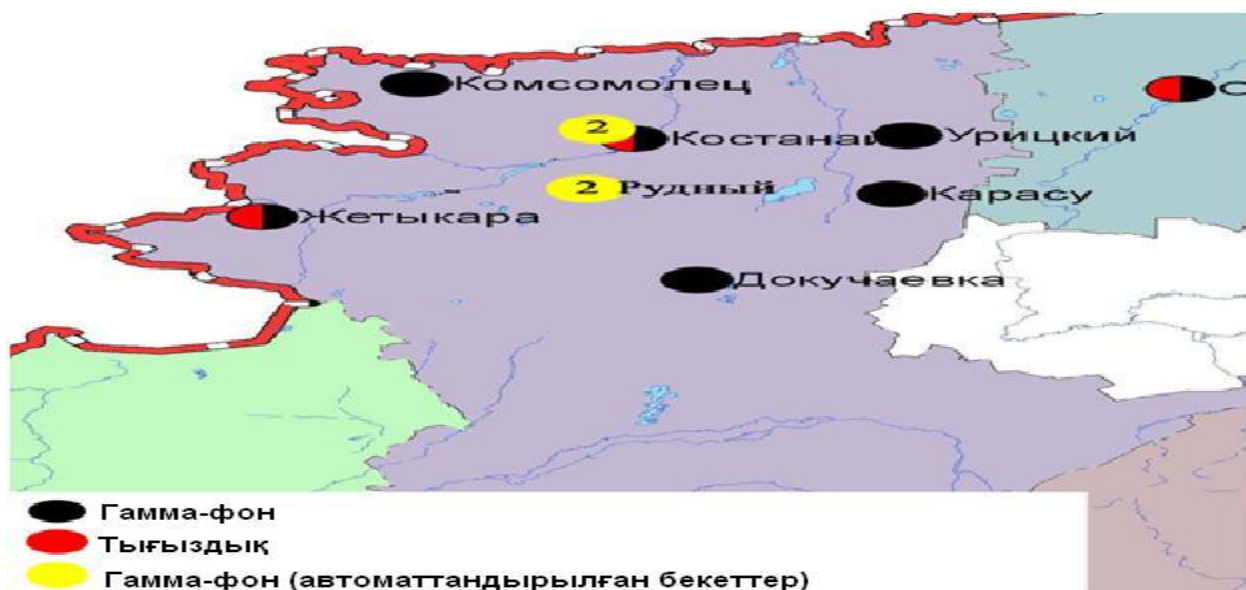 Комсомолец
С
2
Костанай
Урицкий
2 Рудный
Карасу
Жетыкара
Докучаевка
Гамма-фон
Тығыздық
Гамма-фон (автоматтандырылған бекеттер)